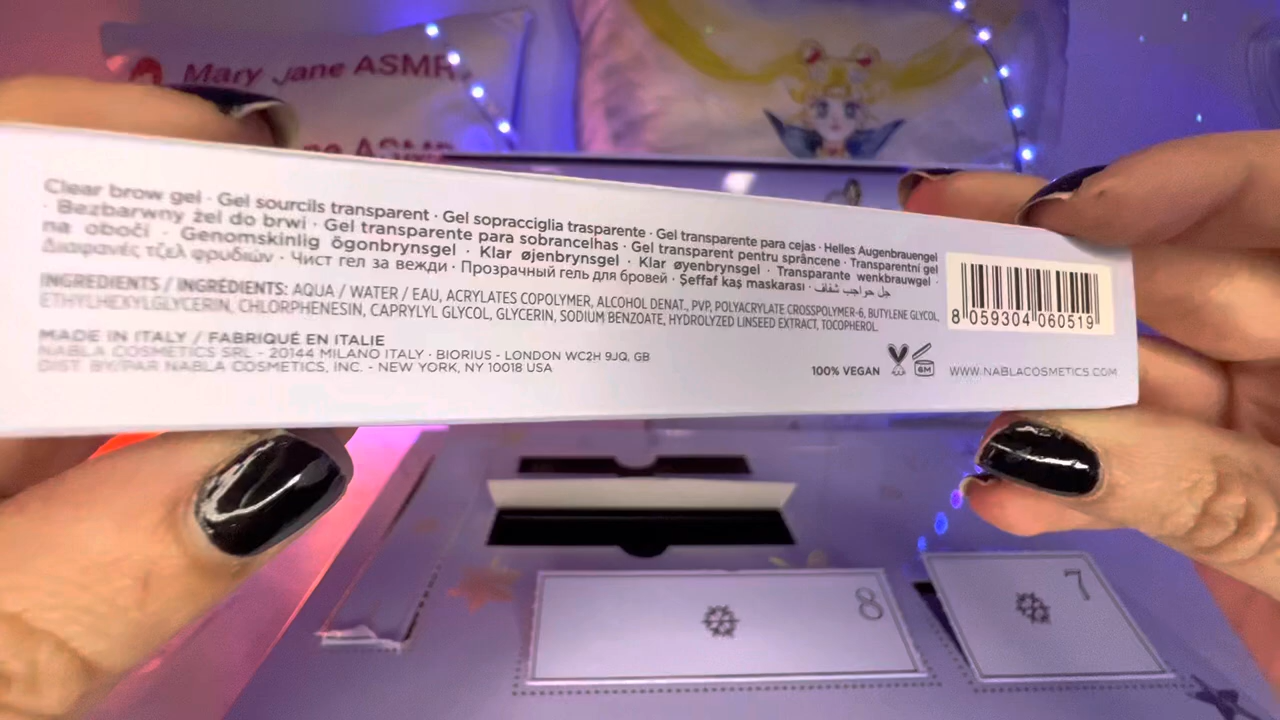 Mary Jane ASMR
ne ASMR
Clear brow gel · Gel sourcils transparent · Gel sopracciglia trasparente · Gel transparente para cejas · Helles Augenbrauengel
· Bezbarwny żel do brwi · Gel transparente para sobrancelhas · Gel transparent pentru sprâncene · Transparentní gel
na obočí · Genomskinlig ögonbrynsgel · Klar øjenbrynsgel · Klar øyenbrynsgel · Transparante wenkbrauwgel ·
Διαφανές τζελ φρυδιών · Чист гел за вежди · Прозрачный гель для бровей · Şeffaf kaş maskarası · جل حواجب شفاف
INGREDIENTS / INGRÉDIENTS: AQUA / WATER / EAU, ACRYLATES COPOLYMER, ALCOHOL DENAT., PVP, POLYACRYLATE CROSSPOLYMER-6, BUTYLENE GLYCOL,
ETHYLHEXYLGLYCERIN, CHLORPHENESIN, CAPRYLYL GLYCOL, GLYCERIN, SODIUM BENZOATE, HYDROLYZED LINSEED EXTRACT, TOCOPHEROL.
MADE IN ITALY / FABRIQUÉ EN ITALIE
NABLA COSMETICS SRL - 20144 MILANO ITALY · BIORIUS - LONDON WC2H 9JQ, GB
DIST. BY/PAR NABLA COSMETICS, INC. - NEW YORK, NY 10018 USA
100% VEGAN
6M
WWW.NABLACOSMETICS.COM
8 059304 060519
8
7